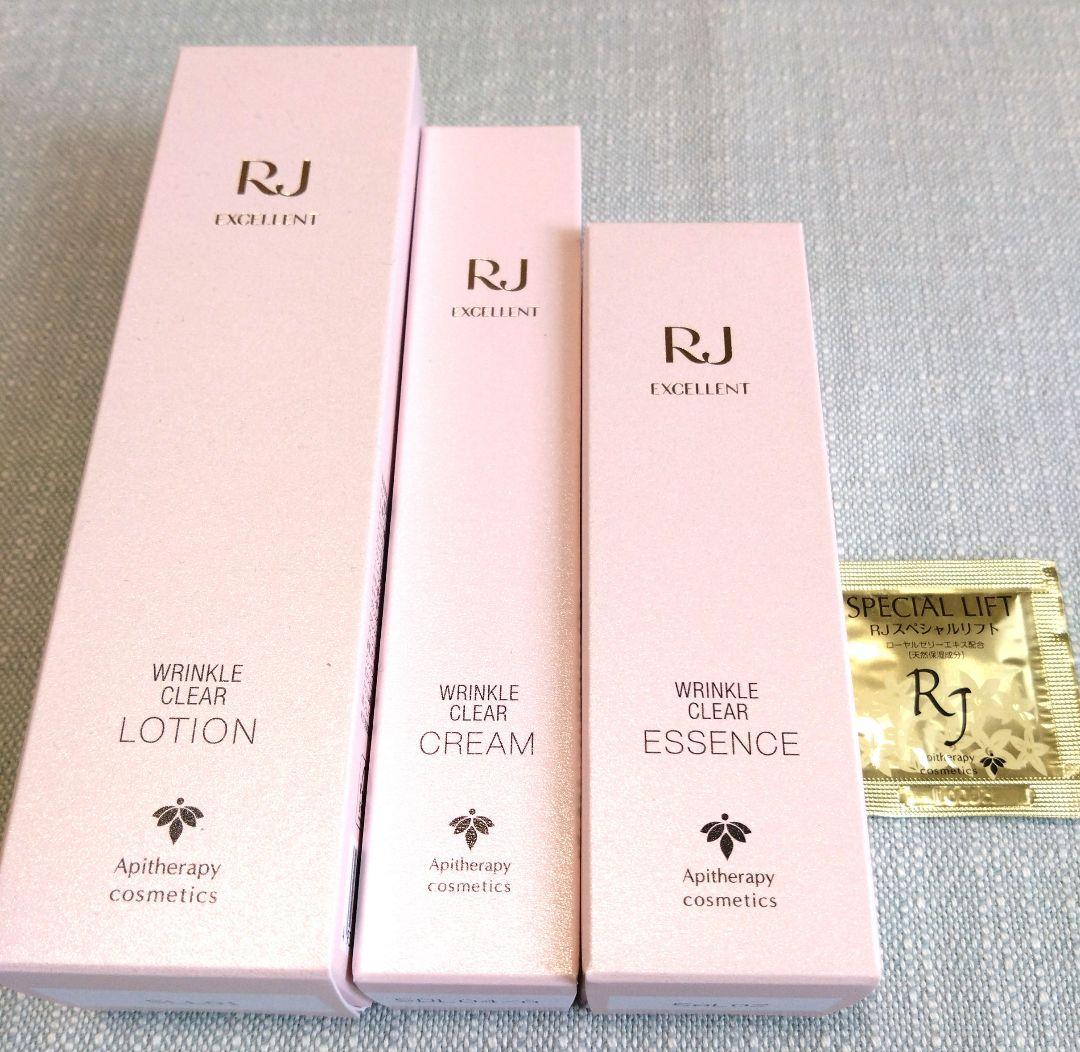 RJ
EXCELLENT
WRINKLE
CLEAR
LOTION
Apitherapy
cosmetics
RJ
EXCELLENT
WRINKLE
CLEAR
CREAM
Apitherapy
cosmetics
RJ
EXCELLENT
WRINKLE
CLEAR
ESSENCE
Apitherapy
cosmetics
SPECIAL LIFT
RJスペシャルリフト
ローヤルゼリーエキス配合
(天然保湿成分)
RJ
Apitherapy
cosmetics